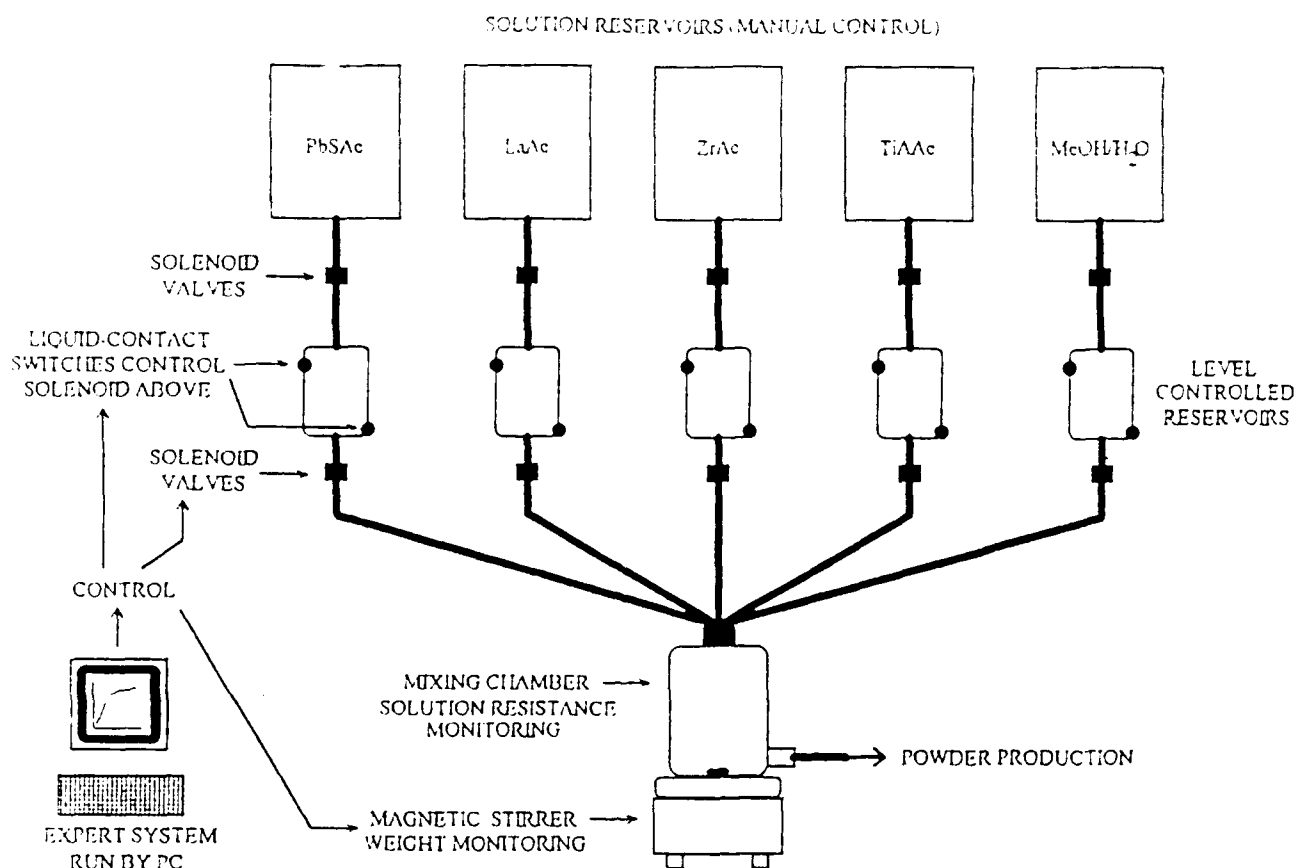 SOLUTION RESERVOIRS (MANUAL CONTROL)
PbSAc
LaAc
ZrAc
TiAAc
MeOH/H2O
SOLENOID
VALVES
LIQUID-CONTACT
SWITCHES CONTROL
SOLENOID ABOVE
LEVEL
CONTROLLED
RESERVOIRS
SOLENOID
VALVES
CONTROL
MIXING CHAMBER
SOLUTION RESISTANCE
MONITORING
POWDER PRODUCTION
MAGNETIC STIRRER
WEIGHT MONITORING
EXPERT SYSTEM
RUN BY PC